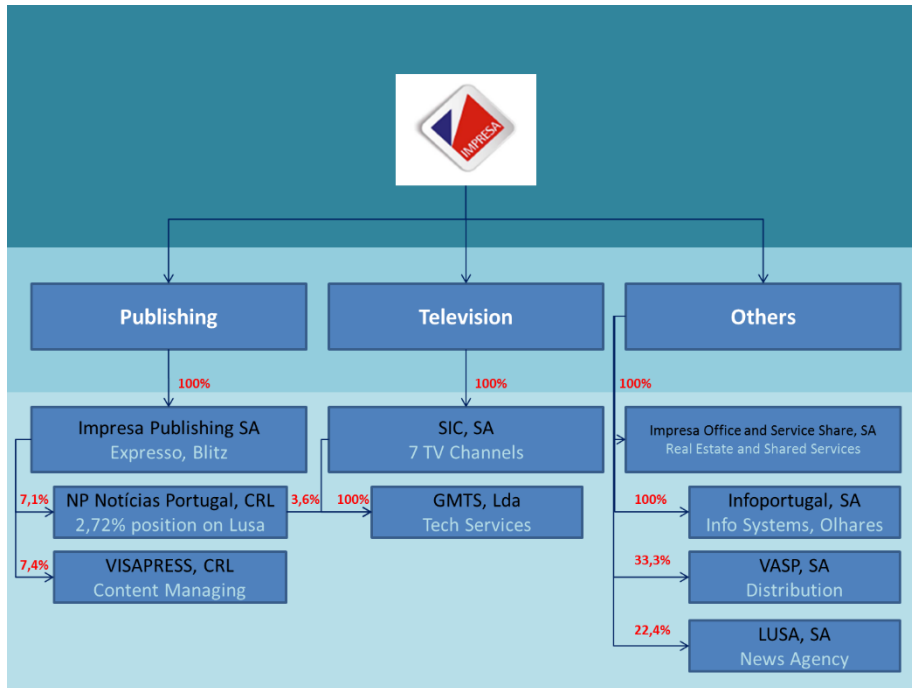 IMPRESA
Publishing
Television
Others
100%
100%
100%
Impresa Publishing SA
Expresso, Blitz
SIC, SA
7 TV Channels
Impresa Office and Service Share, SA
Real Estate and Shared Services
7,1%
NP Notícias Portugal, CRL
2,72% position on Lusa
3,6%
100%
GMTS, Lda
Tech Services
100%
Infoportugal, SA
Info Systems, Olhares
7,4%
VISAPRESS, CRL
Content Managing
33,3%
VASP, SA
Distribution
22,4%
LUSA, SA
News Agency